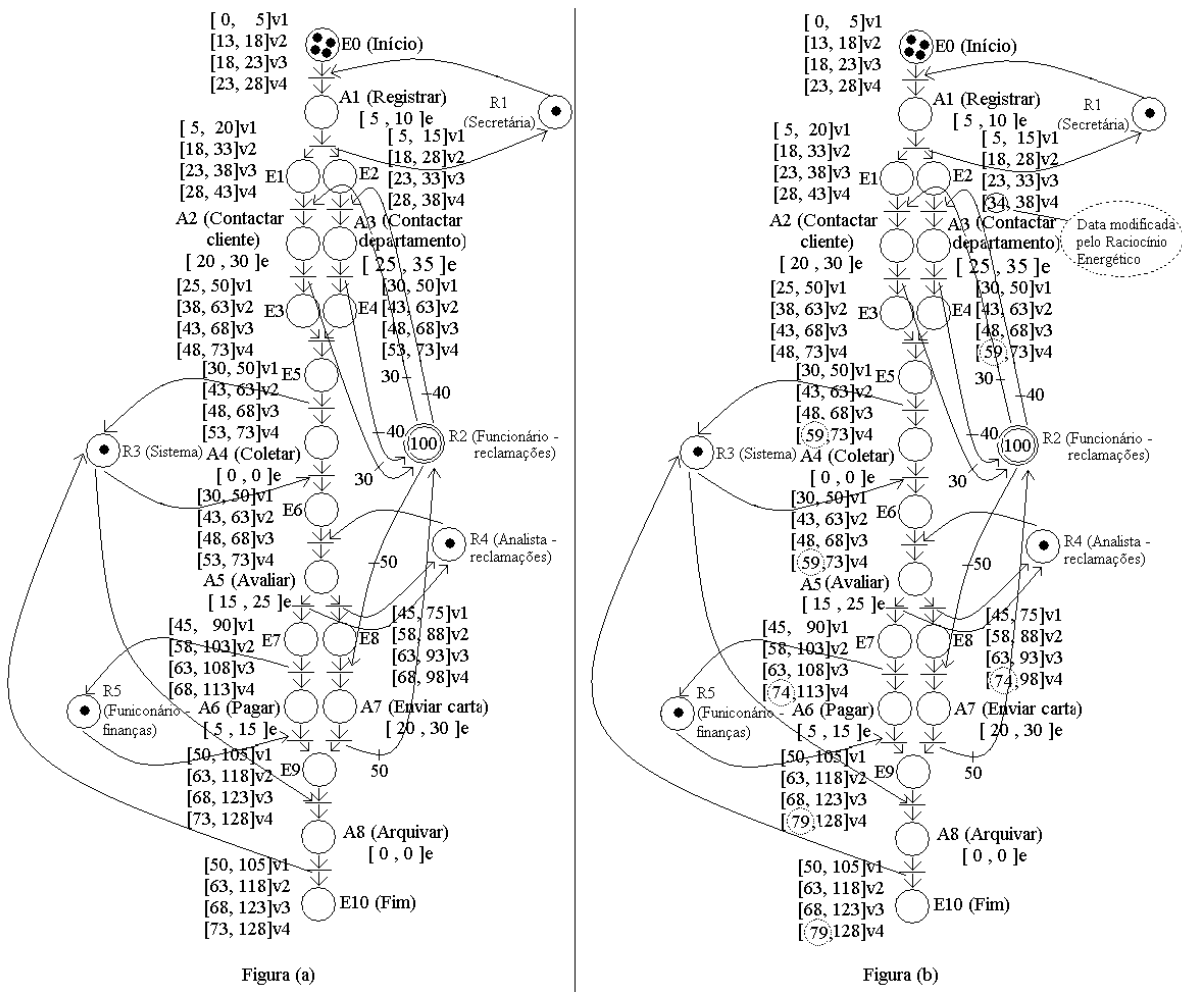 [ 0, 5]v1
[13, 18]v2
[18, 23]v3
[23, 28]v4
E0 (Início)
A1 (Registrar)
[ 5 , 10 ]e
R1
(Secretária)
[ 5, 20]v1
[18, 33]v2
[23, 38]v3
[28, 43]v4
[ 5, 15]v1
[18, 28]v2
[23, 33]v3
[28, 38]v4
E1
E2
A2 (Contactar
cliente)
[ 20 , 30 ]e
A3 (Contactar
departamento)
[ 25 , 35 ]e
[25, 50]v1
[38, 63]v2
[43, 68]v3
[48, 73]v4
[30, 50]v1
[43, 63]v2
[48, 68]v3
[53, 73]v4
E3
E4
[30, 50]v1
[43, 63]v2
[48, 68]v3
[53, 73]v4
E5
30
40
40
30
100
R2 (Funcionário -
reclamações)
R3 (Sistema)
A4 (Coletar)
[ 0 , 0 ]e
[30, 50]v1
[43, 63]v2
[48, 68]v3
[53, 73]v4
E6
R4 (Analista -
reclamações)
50
A5 (Avaliar)
[ 15 , 25 ]e
[45, 90]v1
[58, 103]v2
[63, 108]v3
[68, 113]v4
[45, 75]v1
[58, 88]v2
[63, 93]v3
[68, 98]v4
E7
E8
R5
(Funiconário -
finanças)
A6 (Pagar)
[ 5 , 15 ]e
A7 (Enviar carta)
[ 20 , 30 ]e
[50, 105]v1
[63, 118]v2
[68, 123]v3
[73, 128]v4
E9
50
A8 (Arquivar)
[ 0 , 0 ]e
[50, 105]v1
[63, 118]v2
[68, 123]v3
[73, 128]v4
E10 (Fim)
Figura (a)
[ 0, 5]v1
[13, 18]v2
[18, 23]v3
[23, 28]v4
E0 (Início)
A1 (Registrar)
[ 5 , 10 ]e
R1
(Secretária)
[ 5, 20]v1
[18, 33]v2
[23, 38]v3
[28, 43]v4
[ 5, 15]v1
[18, 28]v2
[23, 33]v3
[34, 38]v4
E1
E2
Data modificada
pelo Raciocínio
Energético
A2 (Contactar
cliente)
[ 20 , 30 ]e
A3 (Contactar
departamento)
[ 25 , 35 ]e
[25, 50]v1
[38, 63]v2
[43, 68]v3
[48, 73]v4
[30, 50]v1
[43, 63]v2
[48, 68]v3
[59, 73]v4
E3
E4
[30, 50]v1
[43, 63]v2
[48, 68]v3
[59, 73]v4
E5
30
40
40
30
100
R2 (Funcionário -
reclamações)
R3 (Sistema)
A4 (Coletar)
[ 0 , 0 ]e
[30, 50]v1
[43, 63]v2
[48, 68]v3
[59, 73]v4
E6
R4 (Analista -
reclamações)
50
A5 (Avaliar)
[ 15 , 25 ]e
[45, 90]v1
[58, 103]v2
[63, 108]v3
[74, 113]v4
[45, 75]v1
[58, 88]v2
[63, 93]v3
[74, 98]v4
E7
E8
R5
(Funiconário -
finanças)
A6 (Pagar)
[ 5 , 15 ]e
A7 (Enviar carta)
[ 20 , 30 ]e
[50, 105]v1
[63, 118]v2
[68, 123]v3
[79, 128]v4
E9
50
A8 (Arquivar)
[ 0 , 0 ]e
[50, 105]v1
[63, 118]v2
[68, 123]v3
[79, 128]v4
E10 (Fim)
Figura (b)